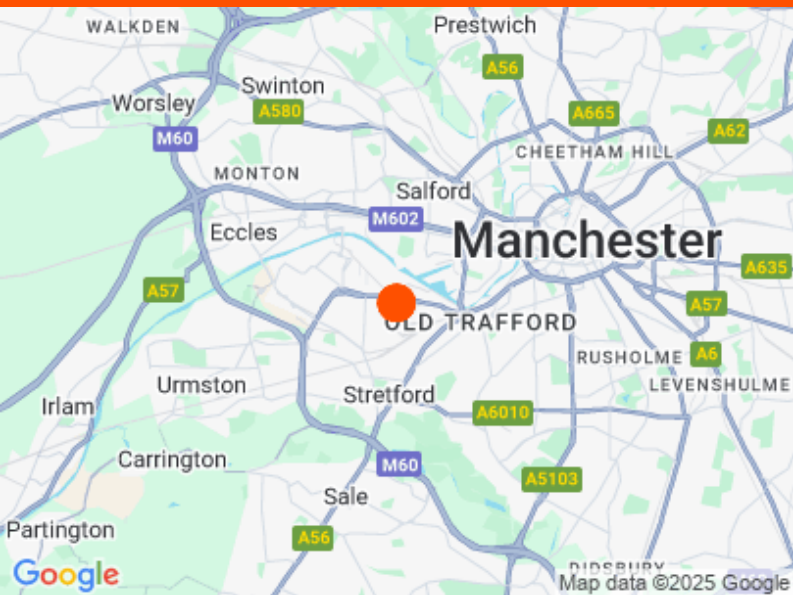 WALKDEN
Prestwich
A56
Swinton
A580
Worsley
A665
A62
M60
CHEETHAM HILL
MONTON
Salford
M602
Eccles
Manchester
A635
A57
A57
OLD TRAFFORD
RUSHOLME
A6
LEVENSHULME
Urmston
Stretford
Irlam
A6010
Carrington
M60
A5103
Sale
Partington
A56
DIDSBURY
Google
Map data ©2025 Google